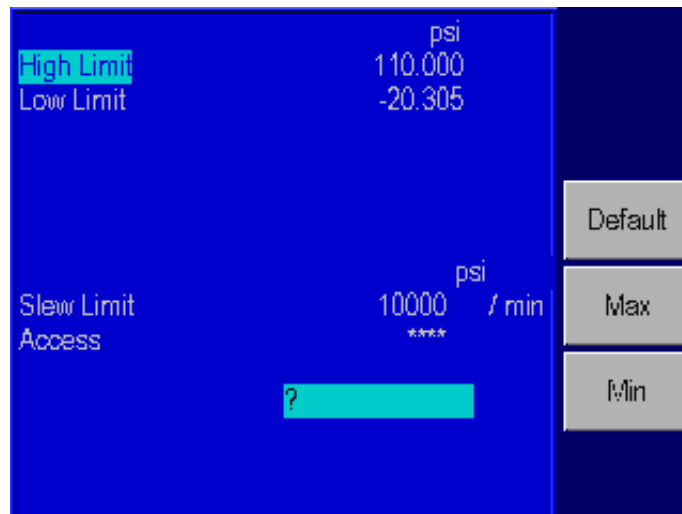 psi
High Limit 110.000
Low Limit -20.305
Default
psi
Slew Limit 10000 / min
Max
Access ****
Min
?